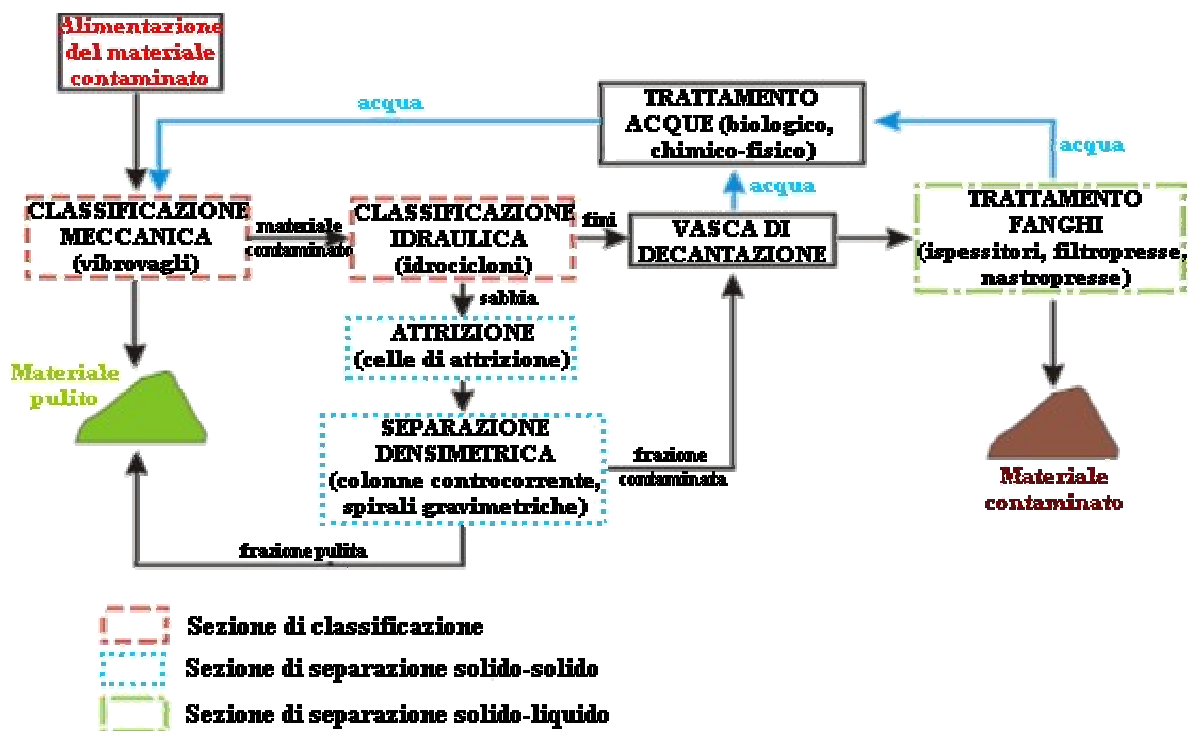 Alimentazione
del materiale
contaminato
acqua
TRATTAMENTO
ACQUE (biologico,
chimico-fisico)
acqua
acqua
CLASSIFICAZIONE
MECCANICA
(vibrovagli)
materiale
contaminato
CLASSIFICAZIONE
IDRAULICA
(idrocicloni)
fini
VASCA DI
DECANTAZIONE
TRATTAMENTO
FANGHI
(ispessitori, filtropresse,
nastropresse)
sabbia
ATTRIZIONE
(celle di attrizione)
Materiale
pulito
SEPARAZIONE
DENSIMETRICA
(colonne controcorrente,
spirali gravimetriche)
frazione
contaminata
Materiale
contaminato
frazione pulita
Sezione di classificazione
Sezione di separazione solido-solido
Sezione di separazione solido-liquido